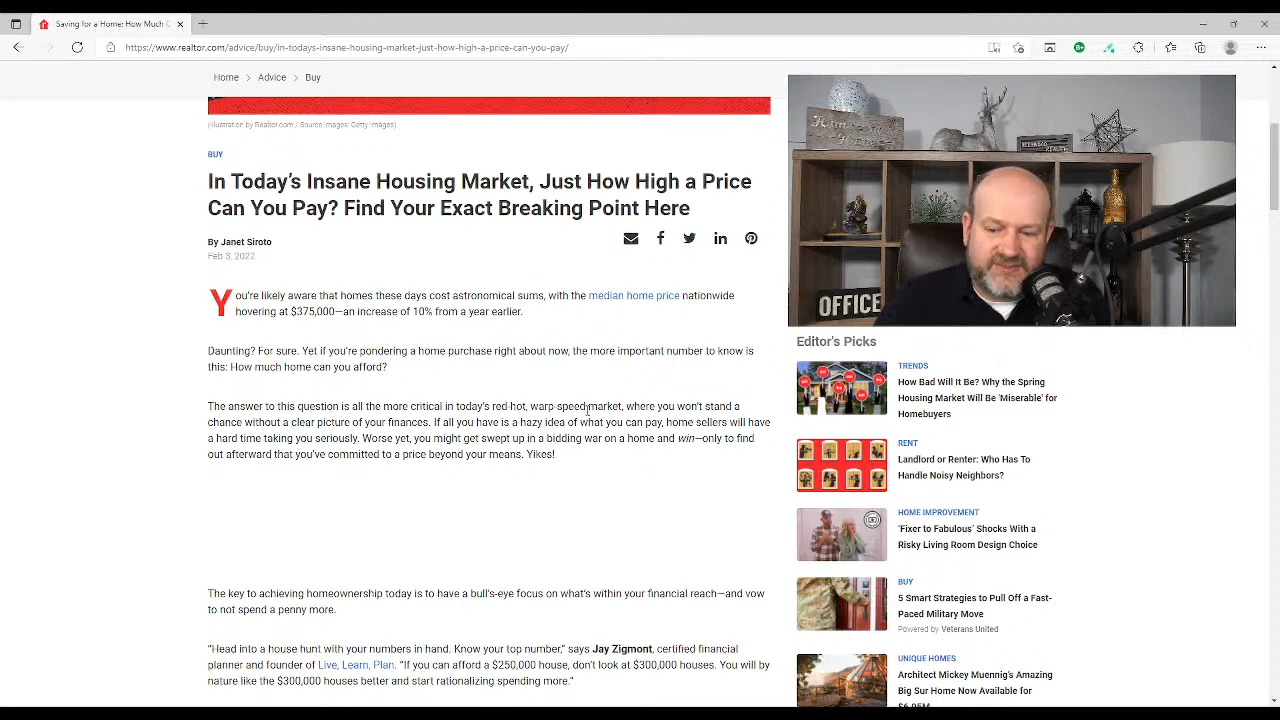 Saving for a Home: How Much C
https://www.realtor.com/advice/buy/in-todays-insane-housing-market-just-how-high-a-price-can-you-pay/
Home > Advice > Buy
(Illustration by Realtor.com / Source images: Getty Images)
BUY
In Today's Insane Housing Market, Just How High a Price
Can You Pay? Find Your Exact Breaking Point Here
By Janet Siroto
Feb 3, 2022
You're likely aware that homes these days cost astronomical sums, with the median home price nationwide
hovering at $375,000—an increase of 10% from a year earlier.
Daunting? For sure. Yet if you're pondering a home purchase right about now, the more important number to know is
this: How much home can you afford?
The answer to this question is all the more critical in today's red-hot, warp-speed market, where you won't stand a
chance without a clear picture of your finances. If all you have is a hazy idea of what you can pay, home sellers will have
a hard time taking you seriously. Worse yet, you might get swept up in a bidding war on a home and win—only to find
out afterward that you've committed to a price beyond your means. Yikes!
The key to achieving homeownership today is to have a bull's-eye focus on what's within your financial reach—and vow
to not spend a penny more.
"Head into a house hunt with your numbers in hand. Know your top number," says Jay Zigmont, certified financial
planner and founder of Live, Learn, Plan. "If you can afford a $250,000 house, don't look at $300,000 houses. You will by
nature like the $300,000 houses better and start rationalizing spending more."
OFFICE
Editor's Picks
TRENDS
How Bad Will It Be? Why the Spring
Housing Market Will Be 'Miserable' for
Homebuyers
RENT
Landlord or Renter: Who Has To
Handle Noisy Neighbors?
HOME IMPROVEMENT
'Fixer to Fabulous' Shocks With a
Risky Living Room Design Choice
BUY
5 Smart Strategies to Pull Off a Fast-
Paced Military Move
Powered by Veterans United
UNIQUE HOMES
Architect Mickey Muennig's Amazing
Big Sur Home Now Available for
$6.95M